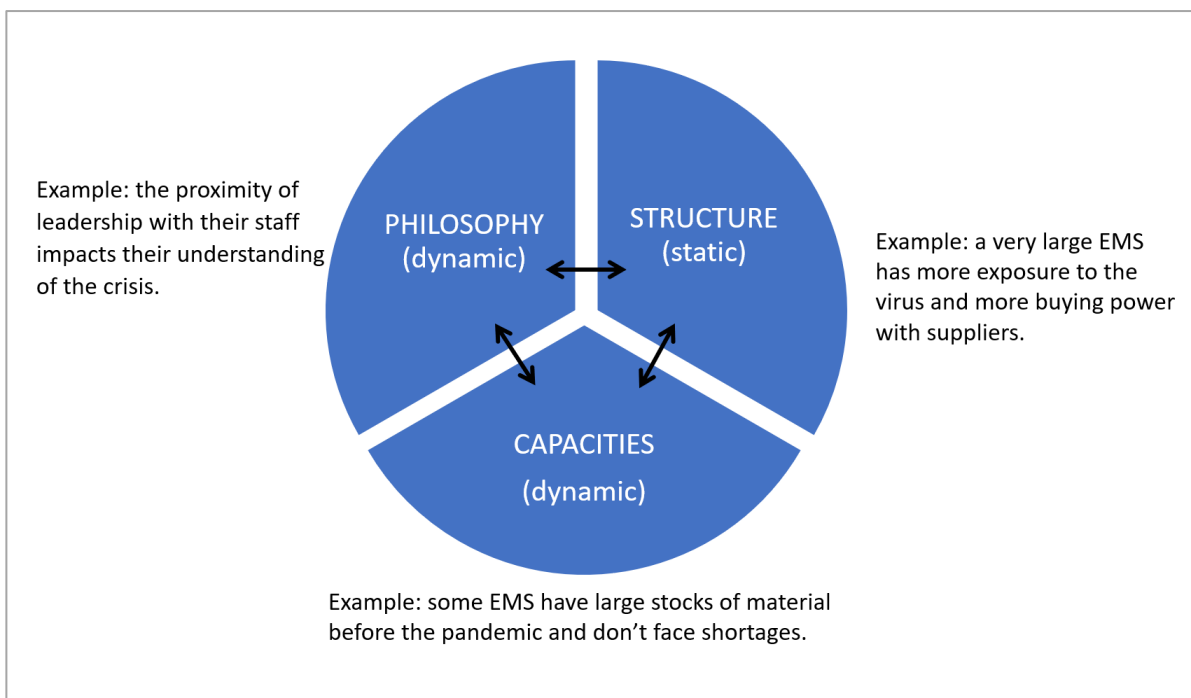 PHILOSOPHY
(dynamic)
STRUCTURE
(static)
CAPACITIES
(dynamic)
Example: the proximity of
leadership with their staff
impacts their understanding
of the crisis.
Example: a very large EMS
has more exposure to the
virus and more buying power
with suppliers.
Example: some EMS have large stocks of material
before the pandemic and don’t face shortages.